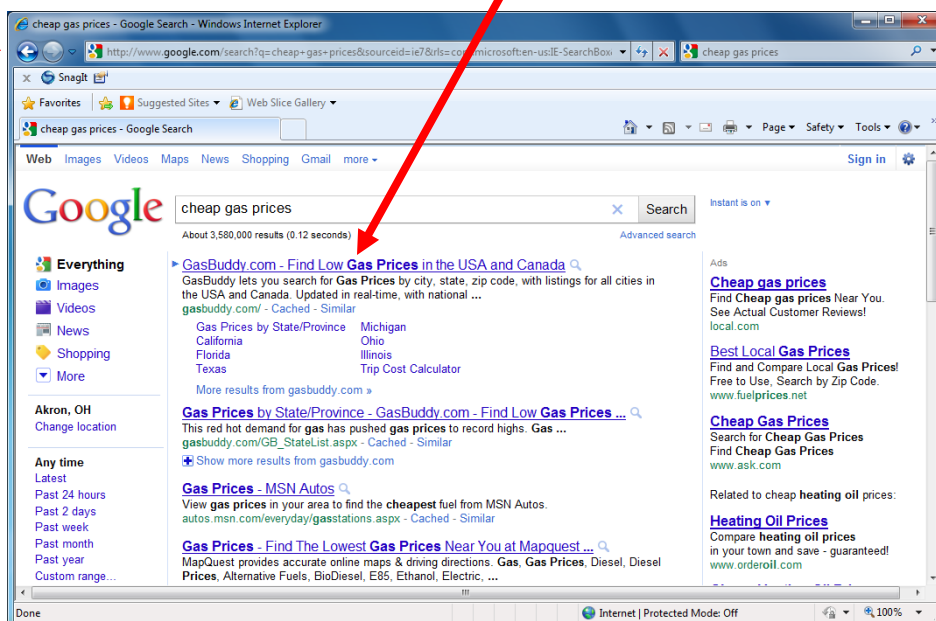 cheap gas prices - Google Search - Windows Internet Explorer
http://www.google.com/search?q=cheap+gas+prices&sourceid=ie7&rls=com.microsoft:en-us:IE-SearchBox
cheap gas prices
x SnagIt
Favorites Suggested Sites Web Slice Gallery
cheap gas prices - Google Search
Page Safety Tools
Web Images Videos Maps News Shopping Gmail more
Sign in
Google
cheap gas prices
Search
Instant is on
About 3,580,000 results (0.12 seconds)
Advanced search
Everything
Images
Videos
News
Shopping
More
Akron, OH
Change location
Any time
Latest
Past 24 hours
Past 2 days
Past week
Past month
Past year
Custom range...
GasBuddy.com - Find Low Gas Prices in the USA and Canada
GasBuddy lets you search for Gas Prices by city, state, zip code, with listings for all cities in
the USA and Canada. Updated in real-time, with national ...
gasbuddy.com/ - Cached - Similar
Gas Prices by State/Province Michigan
California Ohio
Florida Illinois
Texas Trip Cost Calculator
More results from gasbuddy.com »
Gas Prices by State/Province - GasBuddy.com - Find Low Gas Prices ...
This red hot demand for gas has pushed gas prices to record highs. Gas ...
gasbuddy.com/GB_StateList.aspx - Cached - Similar
Show more results from gasbuddy.com
Gas Prices - MSN Autos
View gas prices in your area to find the cheapest fuel from MSN Autos.
autos.msn.com/everyday/gasstations.aspx - Cached - Similar
Gas Prices - Find The Lowest Gas Prices Near You at Mapquest ...
MapQuest provides accurate online maps & driving directions. Gas, Gas Prices, Diesel, Diesel
Prices, Alternative Fuels, BioDiesel, E85, Ethanol, Electric, ...
Ads
Cheap gas prices
Find Cheap gas prices Near You.
See Actual Customer Reviews!
local.com
Best Local Gas Prices
Find and Compare Local Gas Prices!
Free to Use, Search by Zip Code.
www.fuelprices.net
Cheap Gas Prices
Search for Cheap Gas Prices
Find Cheap Gas Prices
www.ask.com
Related to cheap heating oil prices:
Heating Oil Prices
Compare heating oil prices
in your town and save - guaranteed!
www.orderoil.com
Done
Internet | Protected Mode: Off
100%